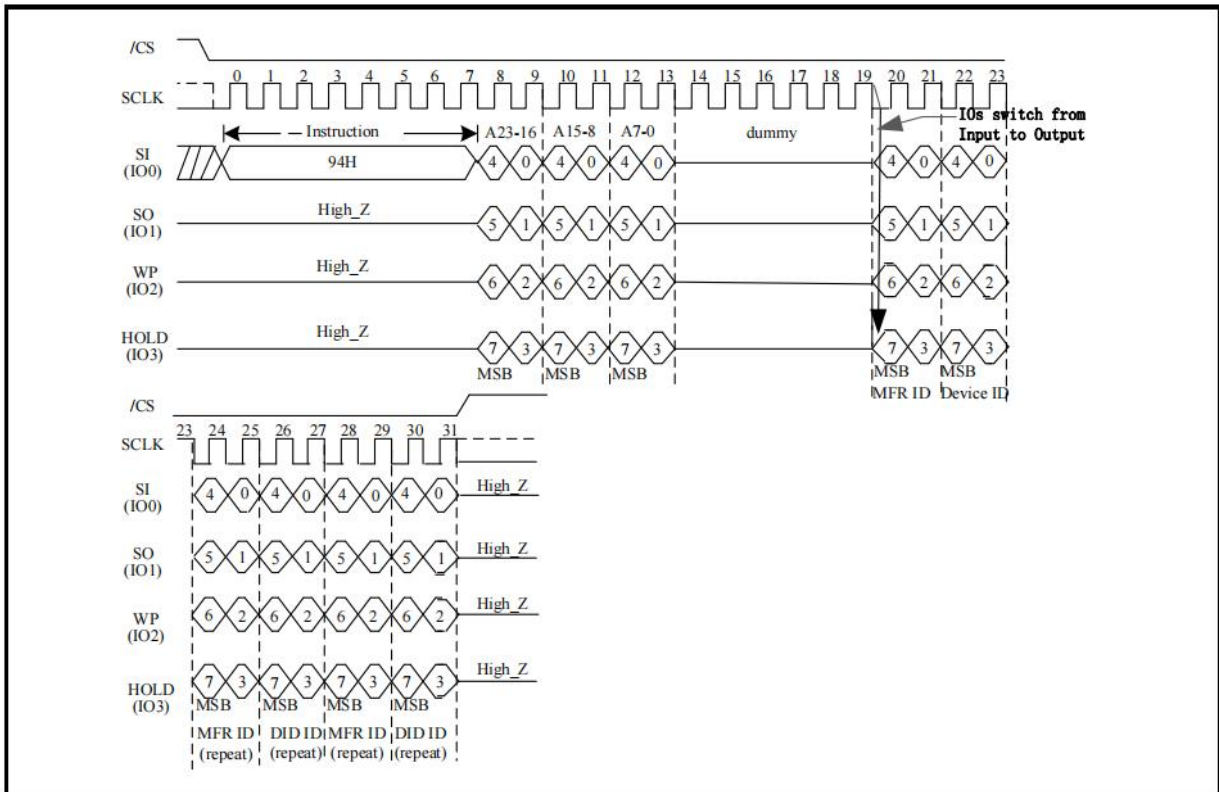 /CS
0 1 2 3 4 5 6 7 8 9 10 11 12 13 14 15 16 17 18 19 20 21 22 23
SCLK
IOs switch from
Input to Output
Instruction A23-16 A15-8 A7-0 dummy
SI
(IO0)
94H 4 0 4 0 4 0 4 0 4 0
SO
(IO1)
High_Z 5 1 5 1 5 1 5 1 5 1
WP
(IO2)
High_Z 6 2 6 2 6 2 6 2 6 2
HOLD
(IO3)
High_Z 7 3 7 3 7 3 7 3 7 3
MSB MSB MSB MSB MSB
MFR ID Device ID
/CS
23 24 25 26 27 28 29 30 31
SCLK
SI
(IO0)
4 0 4 0 4 0 4 0 High_Z
SO
(IO1)
5 1 5 1 5 1 5 1 High_Z
WP
(IO2)
6 2 6 2 6 2 6 2 High_Z
HOLD
(IO3)
7 3 7 3 7 3 7 3 High_Z
MSB MSB MSB MSB
MFR ID DID ID MFR ID DID ID
(repeat) (repeat) (repeat) (repeat)